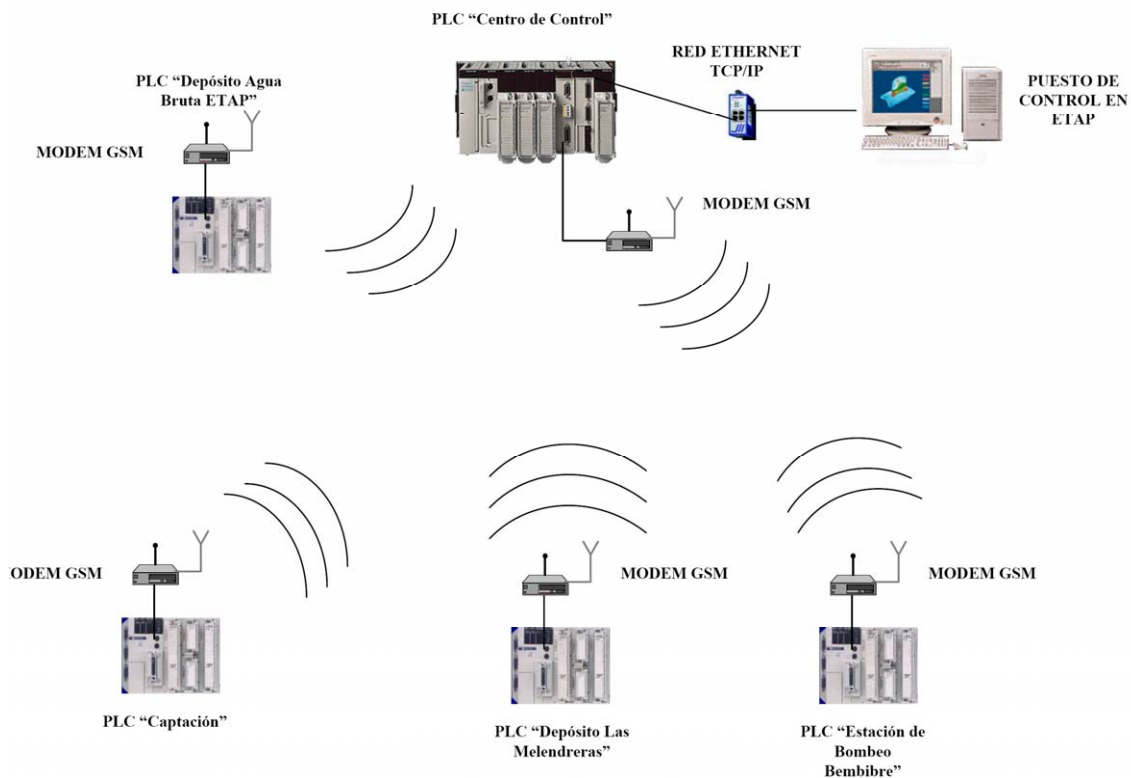 PLC “Centro de Control”
RED ETHERNET
TCP/IP
PLC “Depósito Agua
Bruta ETAP”
PUESTO DE
CONTROL EN
ETAP
MODEM GSM
MODEM GSM
ODEM GSM
MODEM GSM
MODEM GSM
PLC “Captación”
PLC “Depósito Las
Melendreras”
PLC “Estación de
Bombeo
Bembibre”